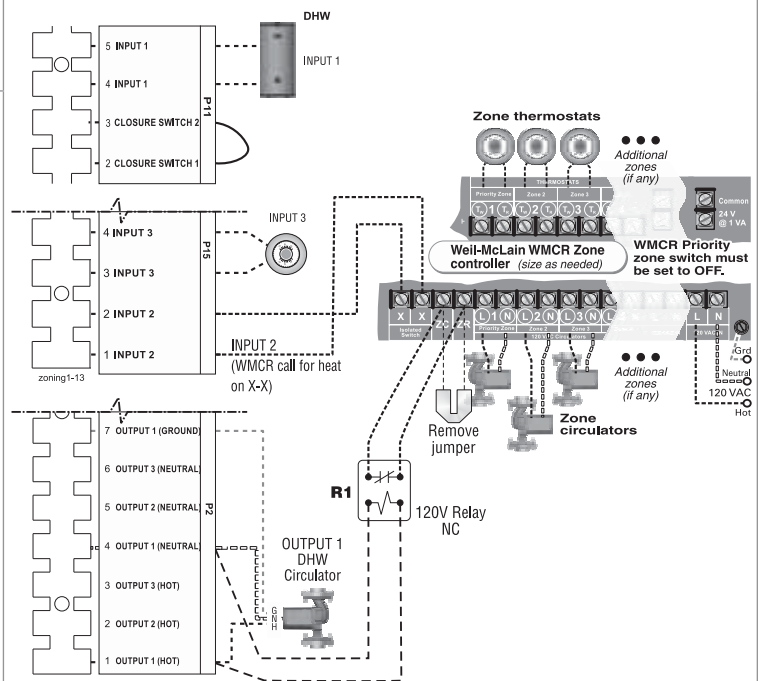 DHW
5 INPUT 1
INPUT 1
4 INPUT 1
P11
3 CLOSURE SWITCH 2
2 CLOSURE SWITCH 1
Zone thermostats
Additional
zones
(if any)
THERMOSTATS
Priority Zone
Zone 2
Zone 3
1
2
3
Common
24 V
@ 1 VA
Weil-McLain WMCR Zone
controller (size as needed)
WMCR Priority
zone switch must
be set to OFF.
4 INPUT 3
P15
INPUT 3
3 INPUT 3
2 INPUT 2
1 INPUT 2
zoning1-13
INPUT 2
(WMCR call for heat
on X-X)
X X ZC ZR L 1 N L 2 N L 3 N L N
Isolated
Switch
Priority Zone
Zone 2
Zone 3
120 V C Circulators
Grd
Neutral
120 VAC
Hot
Additional
zones
(if any)
Remove
jumper
Zone
circulators
R1
120V Relay
NC
7 OUTPUT 1 (GROUND)
6 OUTPUT 3 (NEUTRAL)
5 OUTPUT 2 (NEUTRAL)
P2
4 OUTPUT 1 (NEUTRAL)
3 OUTPUT 3 (HOT)
2 OUTPUT 2 (HOT)
1 OUTPUT 1 (HOT)
OUTPUT 1
DHW
Circulator
G
N
H